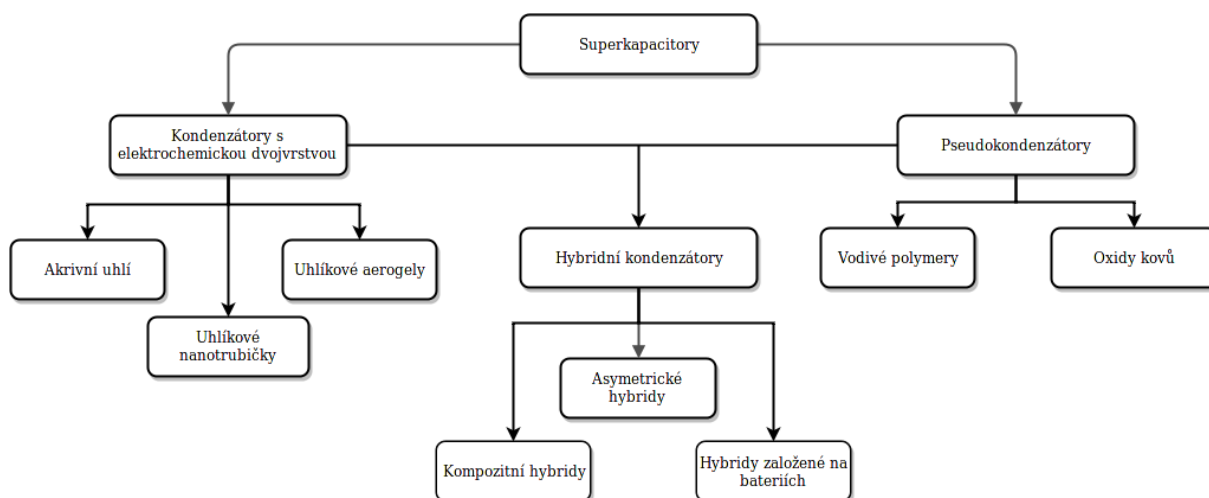 Superkapacitory
Kondenzátory s
elektrochemickou dvojvrstvou
Pseudokondenzátory
Akrivní uhlí
Uhlíkové aerogely
Hybridní kondenzátory
Vodivé polymery
Oxidy kovů
Uhlíkové
nanotrubičky
Asymetrické
hybridy
Kompozitní hybridy
Hybridy založené na
bateriích